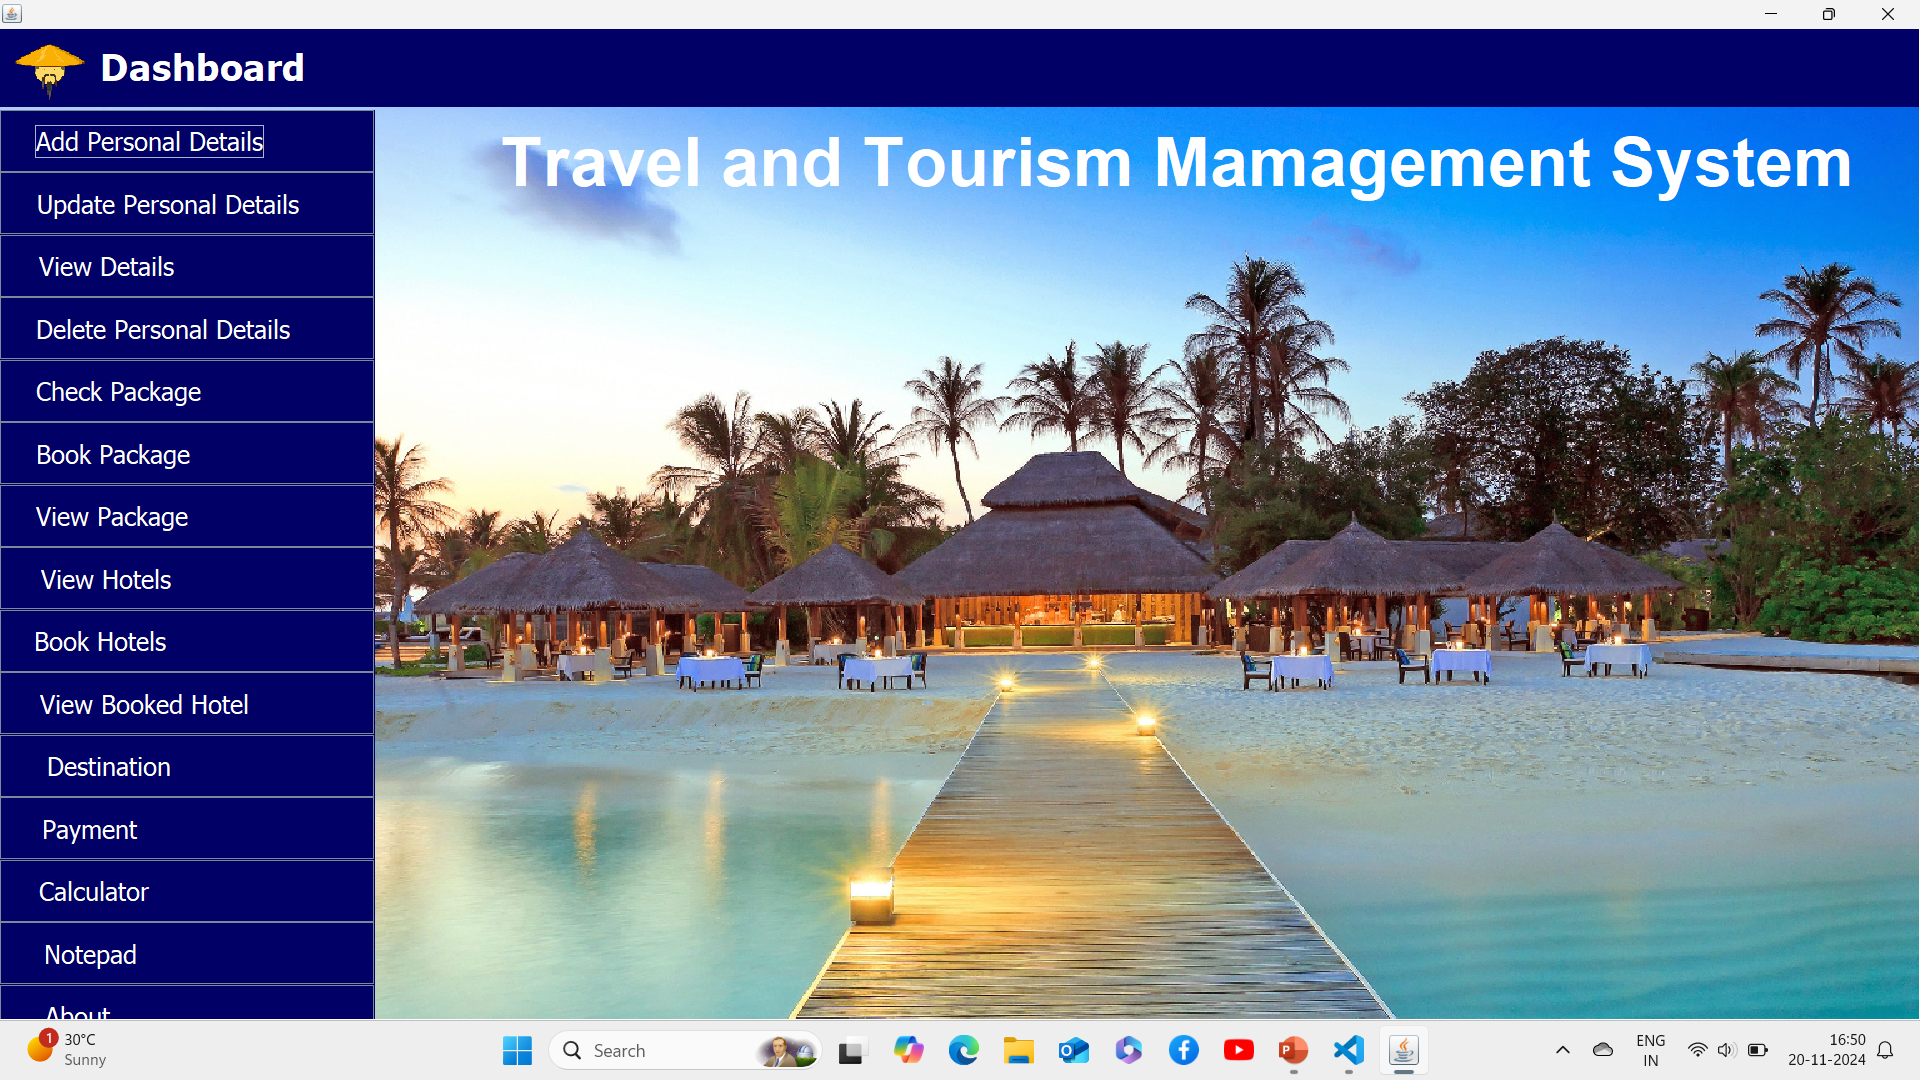 Dashboard
Travel and Tourism Mamagement System
Add Personal Details
Update Personal Details
View Details
Delete Personal Details
Check Package
Book Package
View Package
View Hotels
Book Hotels
View Booked Hotel
Destination
Payment
Calculator
Notepad
About
1
30°C
Sunny
Search
ENG
IN
16:50
20-11-2024